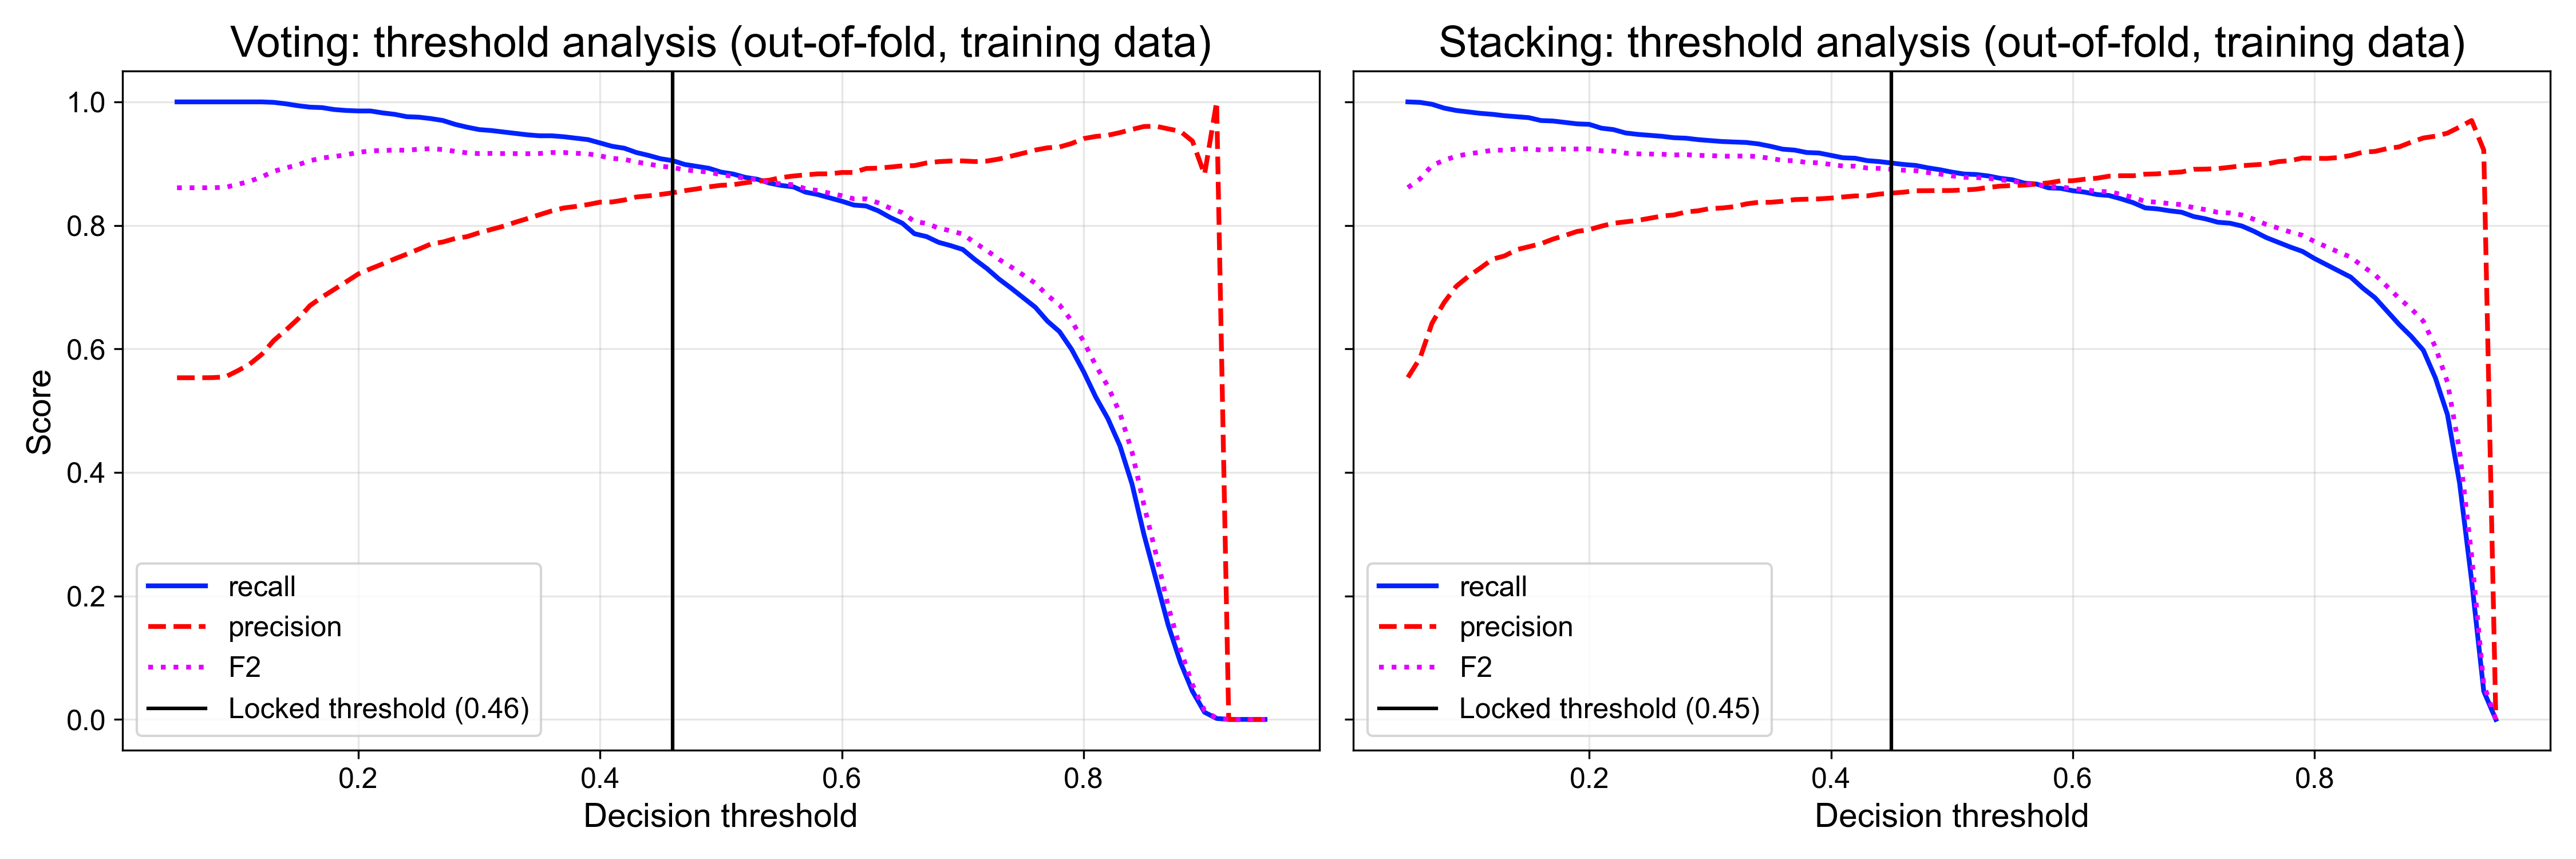 Voting: threshold analysis (out-of-fold, training data)
Score
1.0
0.8
0.6
0.4
0.2
0.0
recall
precision
F2
Locked threshold (0.46)
0.2 0.4 0.6 0.8
Decision threshold
Stacking: threshold analysis (out-of-fold, training data)
recall
precision
F2
Locked threshold (0.45)
0.2 0.4 0.6 0.8
Decision threshold